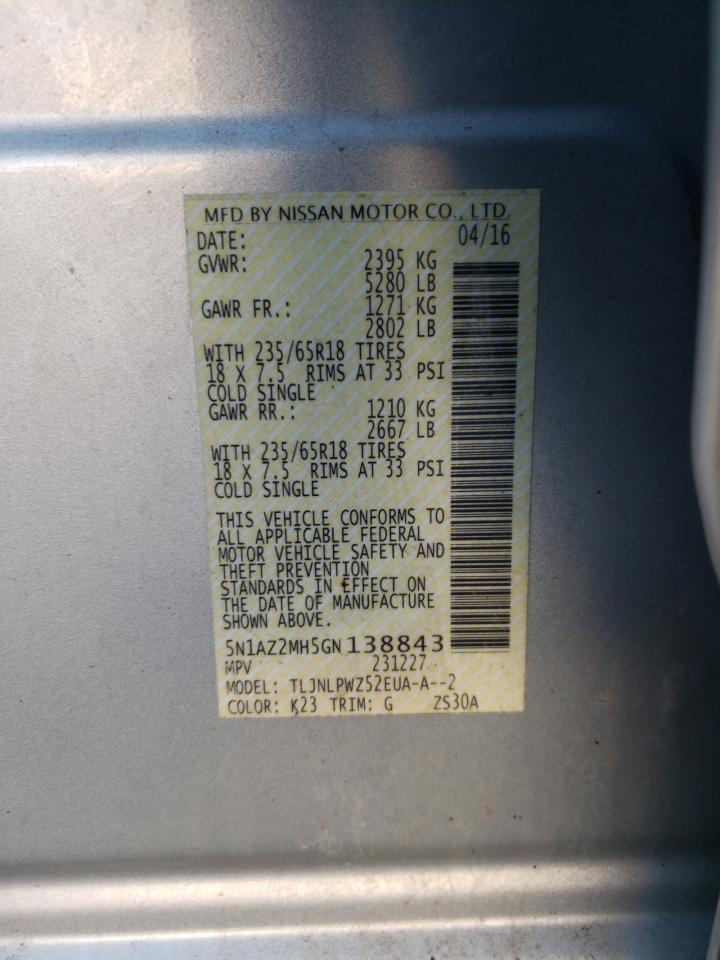 MFD BY NISSAN MOTOR CO., LTD.
DATE: 04/16
GVWR: 2395 KG
5280 LB
GAWR FR.: 1271 KG
2802 LB
WITH 235/65R18 TIRES
18 X 7.5 RIMS AT 33 PSI
COLD SINGLE
GAWR RR.: 1210 KG
2667 LB
WITH 235/65R18 TIRES
18 X 7.5 RIMS AT 33 PSI
COLD SINGLE
THIS VEHICLE CONFORMS TO
ALL APPLICABLE FEDERAL
MOTOR VEHICLE SAFETY AND
THEFT PREVENTION
STANDARDS IN EFFECT ON
THE DATE OF MANUFACTURE
SHOWN ABOVE.
5N1AZ2MH5GN138843
MPV 231227
MODEL: TLJNLPWZ52EUA-A--2
COLOR: K23 TRIM: G ZS30A